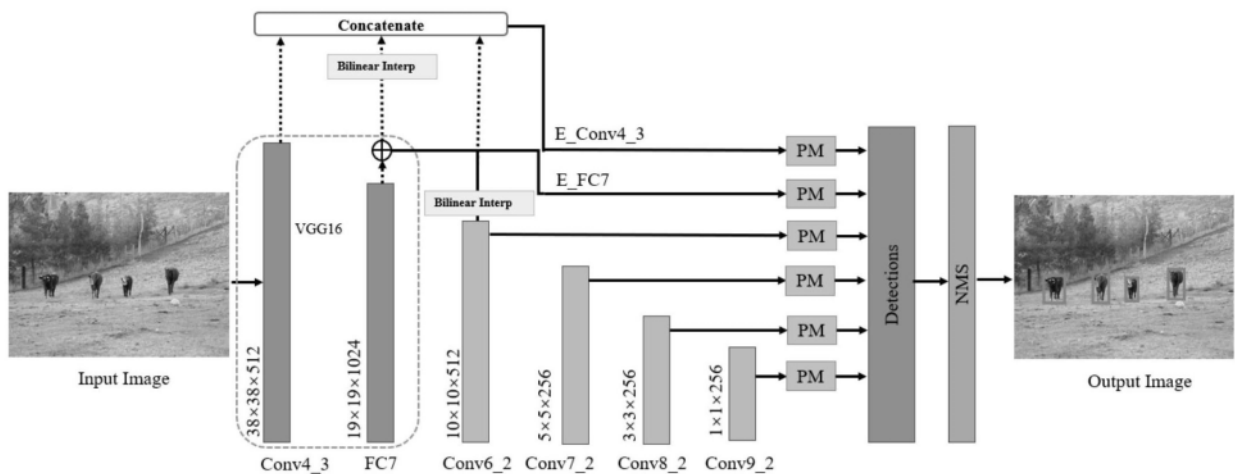 Concatenate
Bilinear Interp
E_Conv4_3
PM
E_FC7
PM
Bilinear Interp
VGG16
PM
PM
PM
PM
Detections
NMS
38×38×512
19×19×1024
10×10×512
5×5×256
3×3×256
1×1×256
Input Image
Output Image
Conv4_3
FC7
Conv6_2
Conv7_2
Conv8_2
Conv9_2